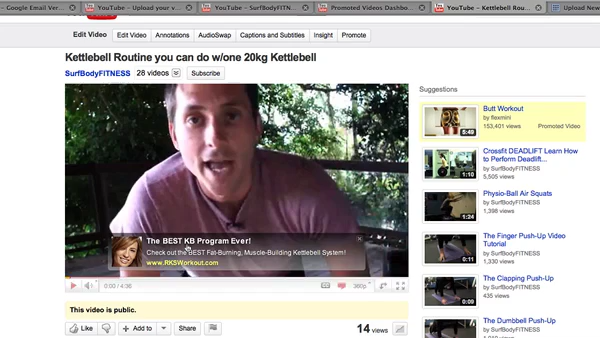 – Google Email Ver...
YouTube – Upload your v...
YouTube – SurfBodyFITN...
Promoted Videos Dashbo...
YouTube – Kettlebell Rou...
Upload New
Edit Video
Annotations
AudioSwap
Captions and Subtitles
Insight
Promote
Kettlebell Routine you can do w/one 20kg Kettlebell
SurfBodyFITNESS 28 videos Subscribe
The BEST KB Program Ever!
Check out the BEST Fat-Burning, Muscle-Building Kettlebell System!
www.RKSWorkout.com
0:00 / 4:36
360p
This video is public.
Like
Add to
Share
14 views
Suggestions
5:49
Butt Workout
by flexmini
153,401 views Promoted Video
1:10
Crossfit DEADLIFT Learn How
to Perform Deadlift...
by SurfBodyFITNESS
5,505 views
1:24
Physio-Ball Air Squats
by SurfBodyFITNESS
1,398 views
0:11
The Finger Push-Up Video
Tutorial
by SurfBodyFITNESS
1,330 views
0:09
The Clapping Push-Up
by SurfBodyFITNESS
435 views
The Dumbbell Push-Up
by SurfBodyFITNESS